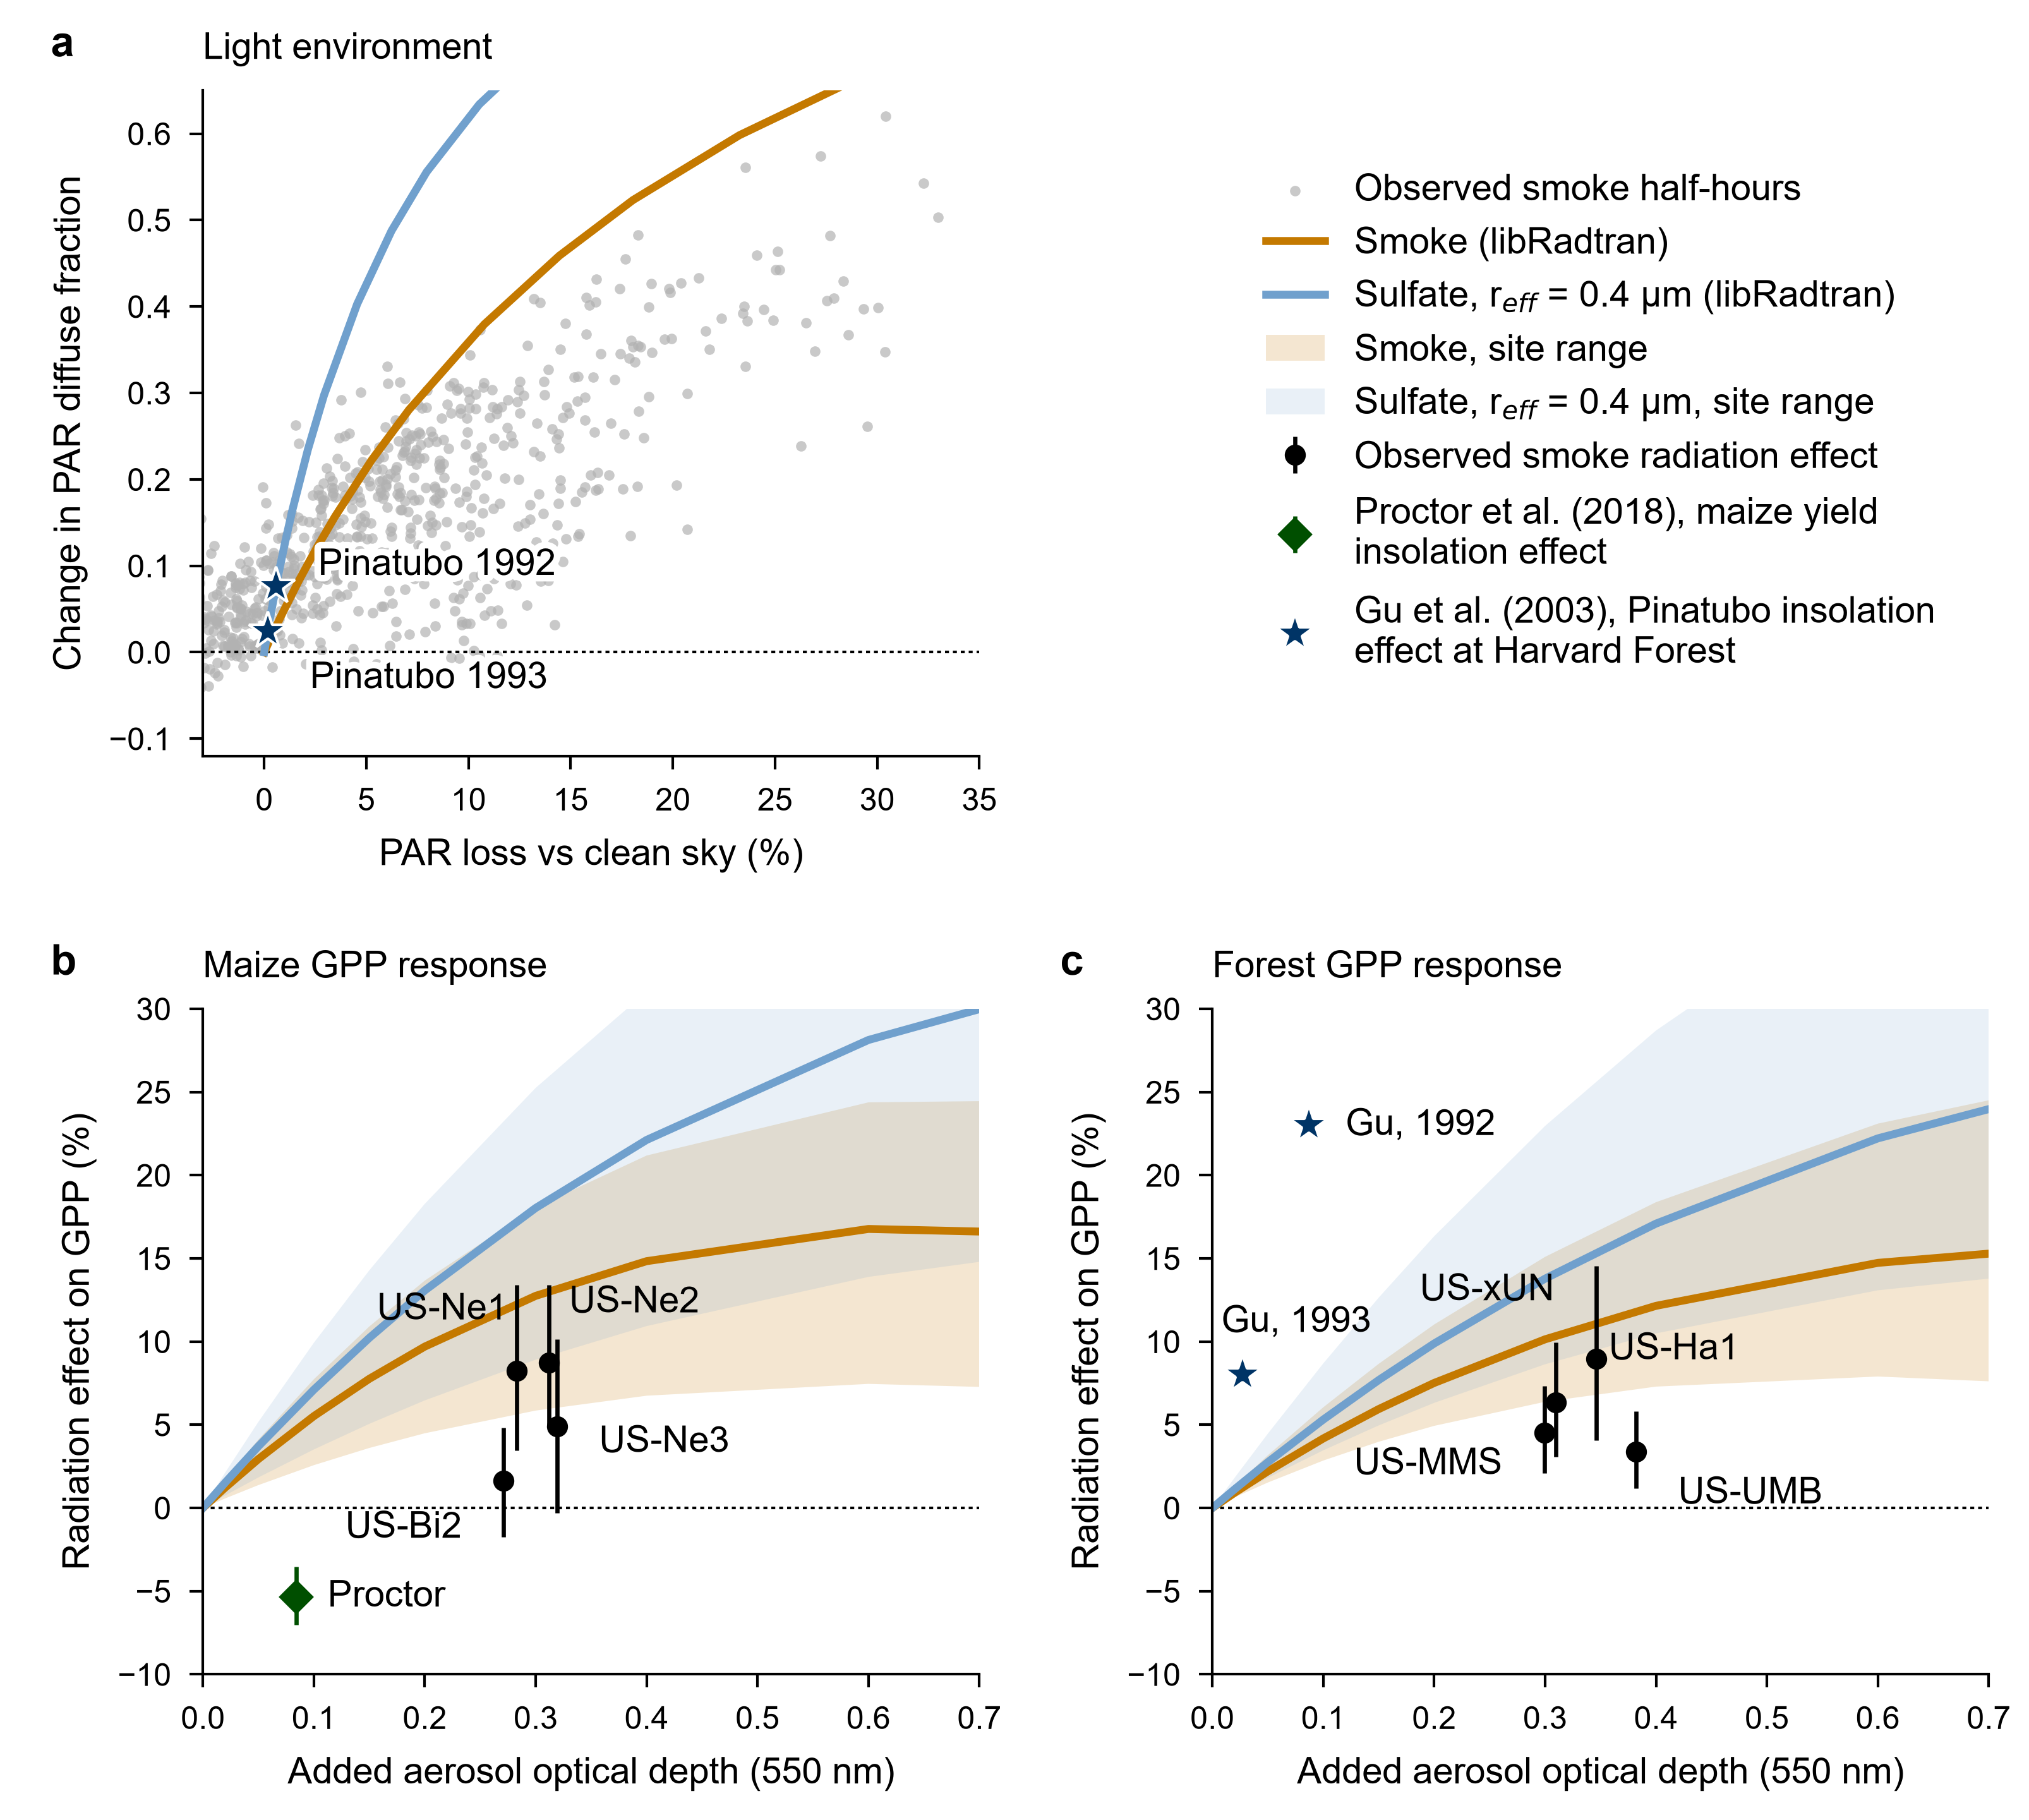 a
Light environment
0.6
0.5
0.4
0.3
0.2
0.1
0.0
−0.1
Change in PAR diffuse fraction
Pinatubo 1992
Pinatubo 1993
0 5 10 15 20 25 30 35
PAR loss vs clean sky (%)
Observed smoke half-hours
Smoke (libRadtran)
Sulfate, reff = 0.4 µm (libRadtran)
Smoke, site range
Sulfate, reff = 0.4 µm, site range
Observed smoke radiation effect
Proctor et al. (2018), maize yield
insolation effect
Gu et al. (2003), Pinatubo insolation
effect at Harvard Forest
b
Maize GPP response
30
25
20
15
10
5
0
−5
−10
Radiation effect on GPP (%)
US-Ne1
US-Ne2
US-Ne3
US-Bi2
Proctor
0.0 0.1 0.2 0.3 0.4 0.5 0.6 0.7
Added aerosol optical depth (550 nm)
c
Forest GPP response
30
25
20
15
10
5
0
−5
−10
Radiation effect on GPP (%)
Gu, 1992
US-xUN
Gu, 1993
US-Ha1
US-MMS
US-UMB
0.0 0.1 0.2 0.3 0.4 0.5 0.6 0.7
Added aerosol optical depth (550 nm)